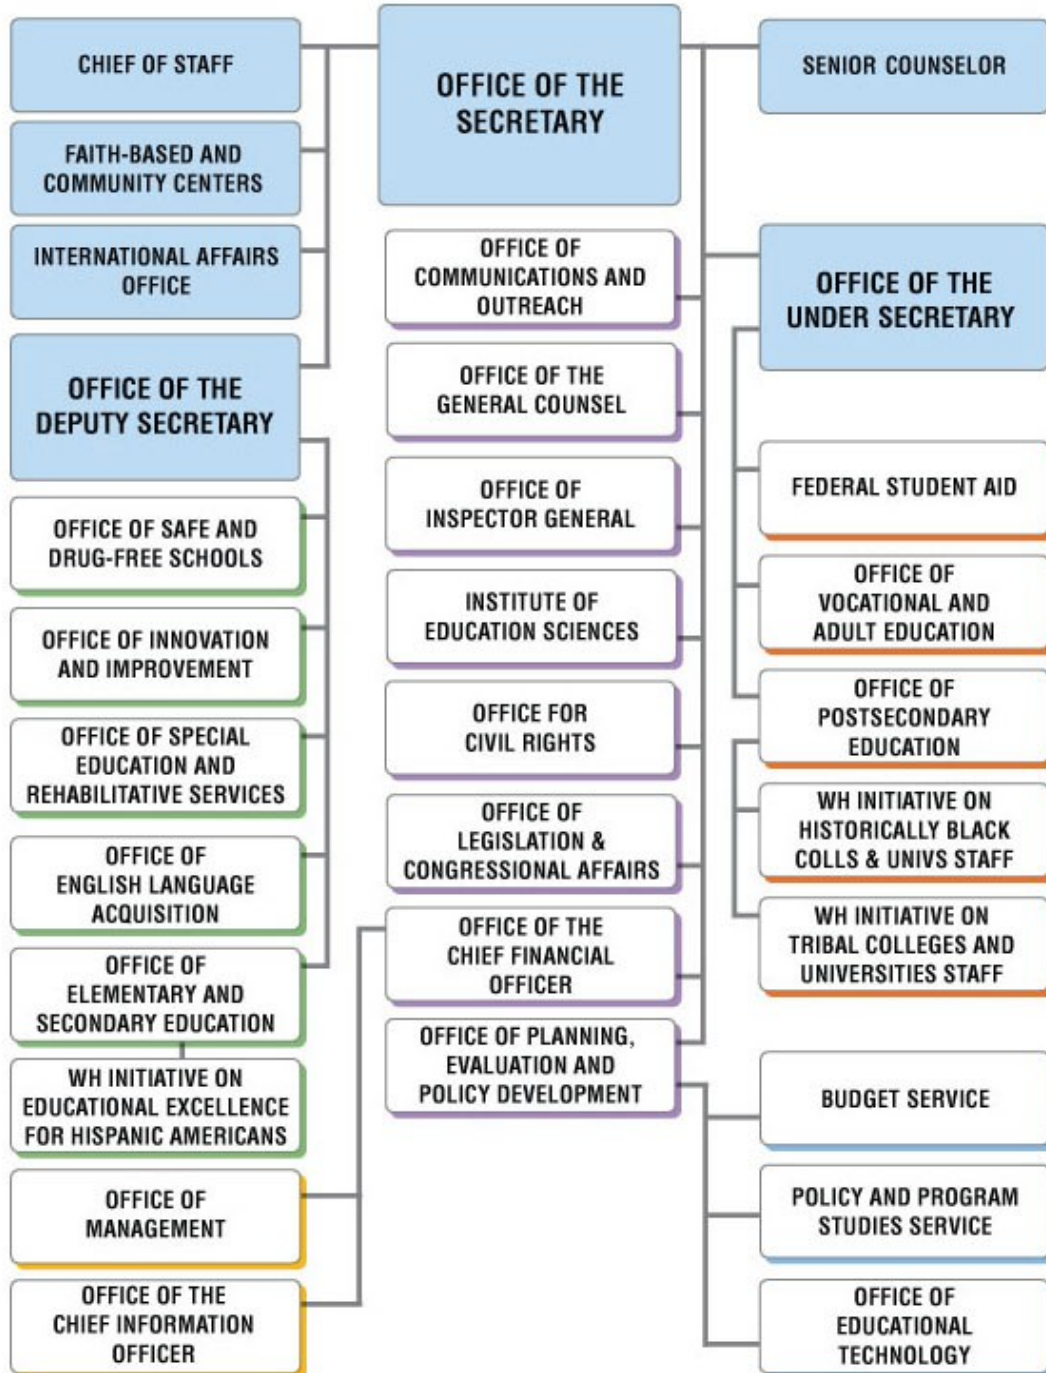 CHIEF OF STAFF
FAITH-BASED AND
COMMUNITY CENTERS
INTERNATIONAL AFFAIRS
OFFICE
OFFICE OF THE
DEPUTY SECRETARY
OFFICE OF SAFE AND
DRUG-FREE SCHOOLS
OFFICE OF INNOVATION
AND IMPROVEMENT
OFFICE OF SPECIAL
EDUCATION AND
REHABILITATIVE SERVICES
OFFICE OF
ENGLISH LANGUAGE
ACQUISITION
OFFICE OF
ELEMENTARY AND
SECONDARY EDUCATION
WH INITIATIVE ON
EDUCATIONAL EXCELLENCE
FOR HISPANIC AMERICANS
OFFICE OF
MANAGEMENT
OFFICE OF THE
CHIEF INFORMATION
OFFICER
OFFICE OF THE
SECRETARY
OFFICE OF
COMMUNICATIONS AND
OUTREACH
OFFICE OF THE
GENERAL COUNSEL
OFFICE OF
INSPECTOR GENERAL
INSTITUTE OF
EDUCATION SCIENCES
OFFICE FOR
CIVIL RIGHTS
OFFICE OF
LEGISLATION &
CONGRESSIONAL AFFAIRS
OFFICE OF THE
CHIEF FINANCIAL
OFFICER
OFFICE OF PLANNING,
EVALUATION AND
POLICY DEVELOPMENT
SENIOR COUNSELOR
OFFICE OF THE
UNDER SECRETARY
FEDERAL STUDENT AID
OFFICE OF
VOCATIONAL AND
ADULT EDUCATION
OFFICE OF
POSTSECONDARY
EDUCATION
WH INITIATIVE ON
HISTORICALLY BLACK
COLLS & UNIVS STAFF
WH INITIATIVE ON
TRIBAL COLLEGES AND
UNIVERSITIES STAFF
BUDGET SERVICE
POLICY AND PROGRAM
STUDIES SERVICE
OFFICE OF
EDUCATIONAL
TECHNOLOGY